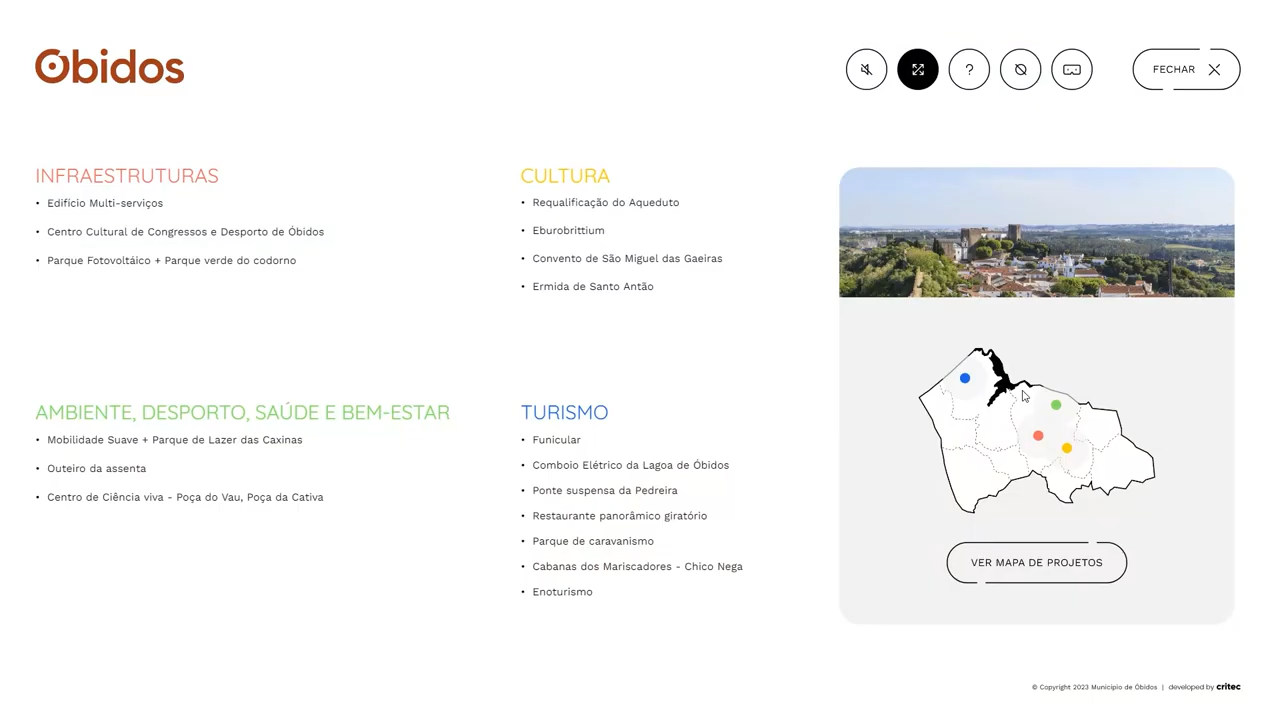 Óbidos
FECHAR
INFRAESTRUTURAS
• Edifício Multi-serviços
• Centro Cultural de Congressos e Desporto de Óbidos
• Parque Fotovoltáico + Parque verde do codorno
CULTURA
• Requalificação do Aqueduto
• Eburobrittium
• Convento de São Miguel das Gaeiras
• Ermida de Santo Antão
AMBIENTE, DESPORTO, SAÚDE E BEM-ESTAR
• Mobilidade Suave + Parque de Lazer das Caxinas
• Outeiro da assenta
• Centro de Ciência viva - Poça do Vau, Poça da Cativa
TURISMO
• Funicular
• Comboio Elétrico da Lagoa de Óbidos
• Ponte suspensa da Pedreira
• Restaurante panorâmico giratório
• Parque de caravanismo
• Cabanas dos Mariscadores - Chico Nega
• Enoturismo
VER MAPA DE PROJETOS
© Copyright 2023 Município de Óbidos | developed by critec